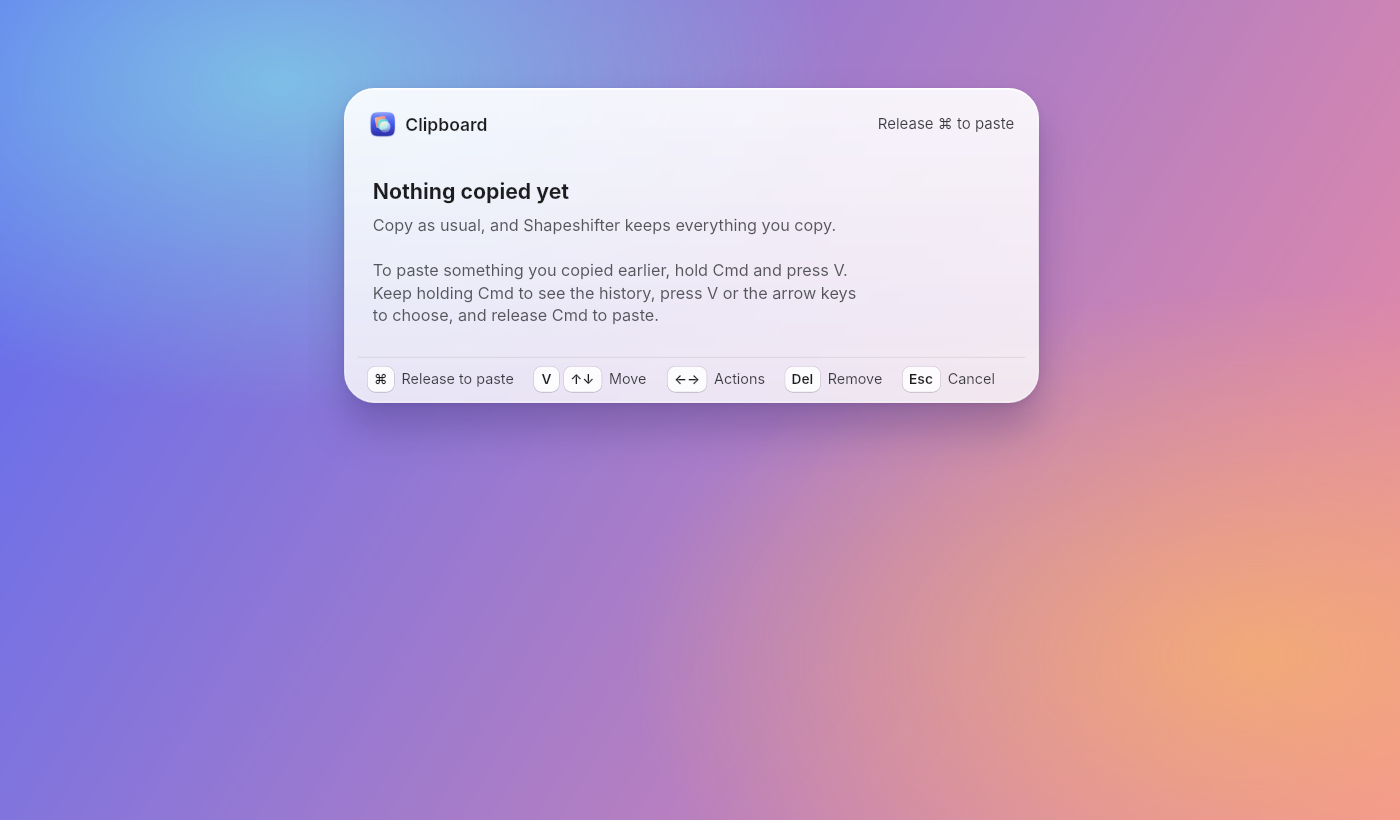 Clipboard
Release ⌘ to paste
Nothing copied yet
Copy as usual, and Shapeshifter keeps everything you copy.
To paste something you copied earlier, hold Cmd and press V.
Keep holding Cmd to see the history, press V or the arrow keys
to choose, and release Cmd to paste.
⌘ Release to paste V ↑↓ Move ←→ Actions Del Remove Esc Cancel